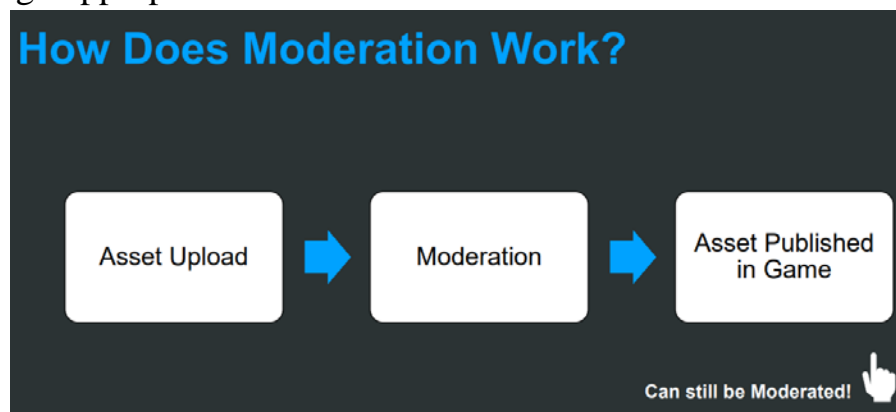 How Does Moderation Work?
Asset Upload
Moderation
Asset Published
in Game
Can still be Moderated!